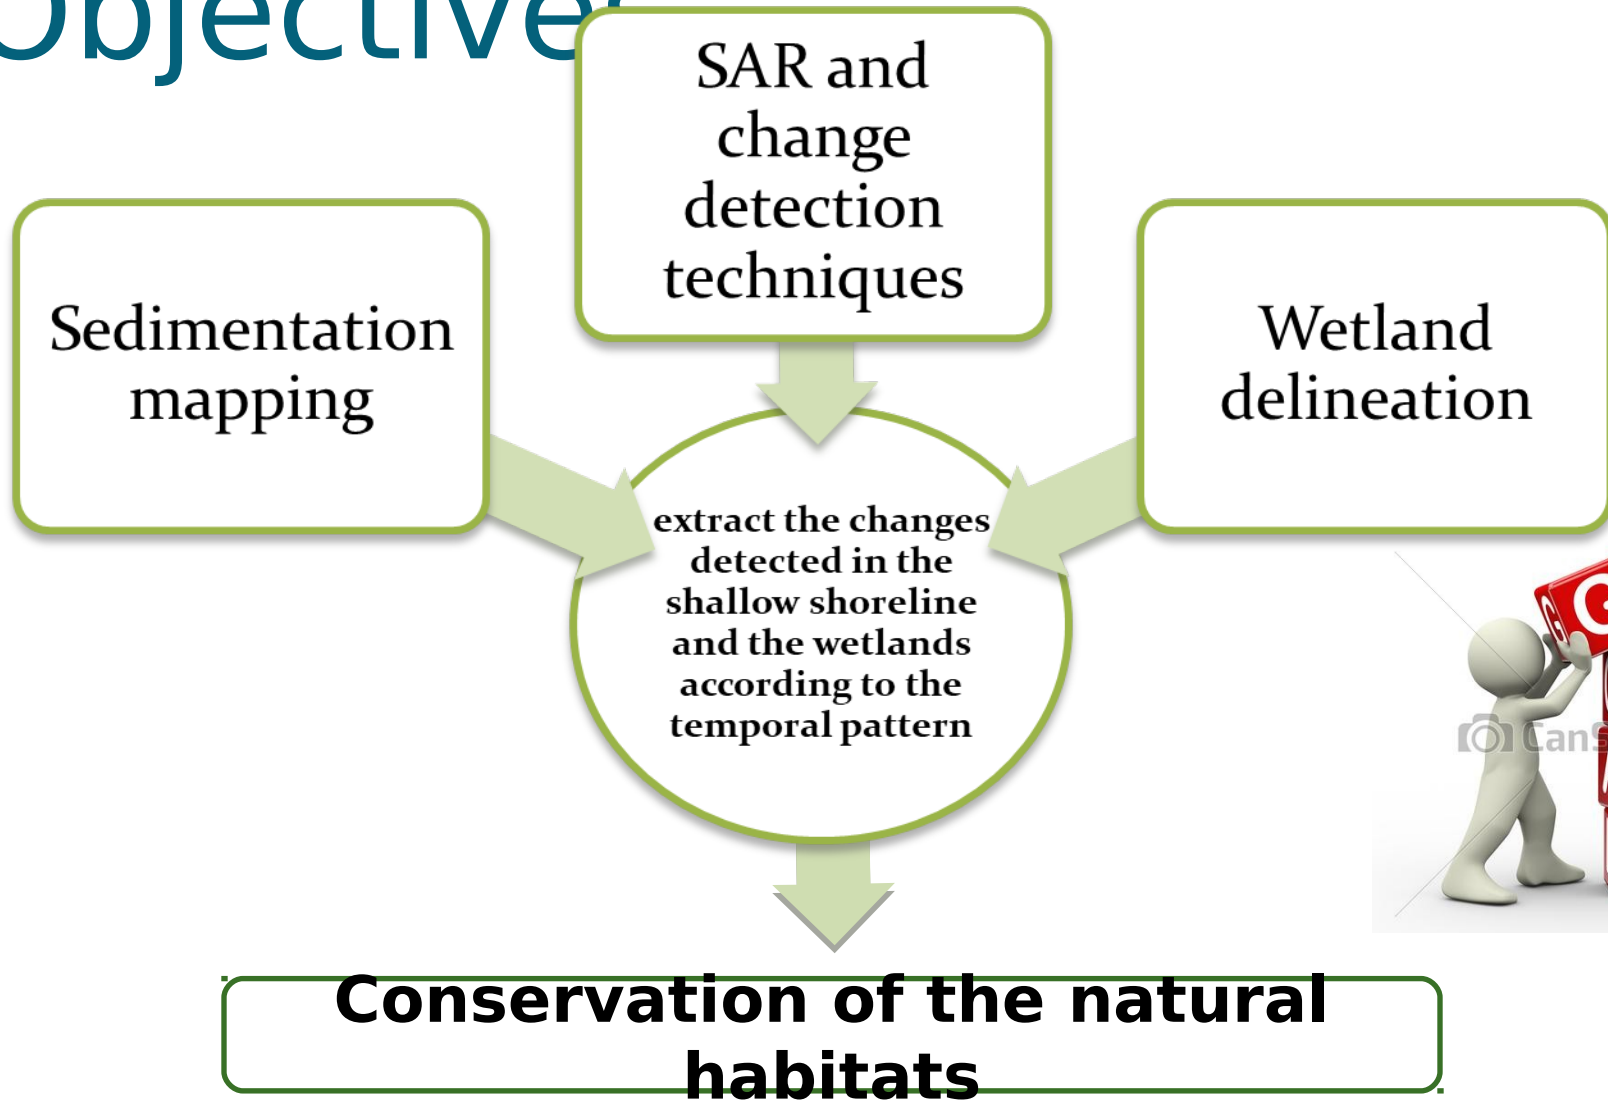 Objectives
SAR and
change
detection
techniques
Sedimentation
mapping
Wetland
delineation
extract the changes
detected in the
shallow shoreline
and the wetlands
according to the
temporal pattern
G G
Conservation of the natural
habitats